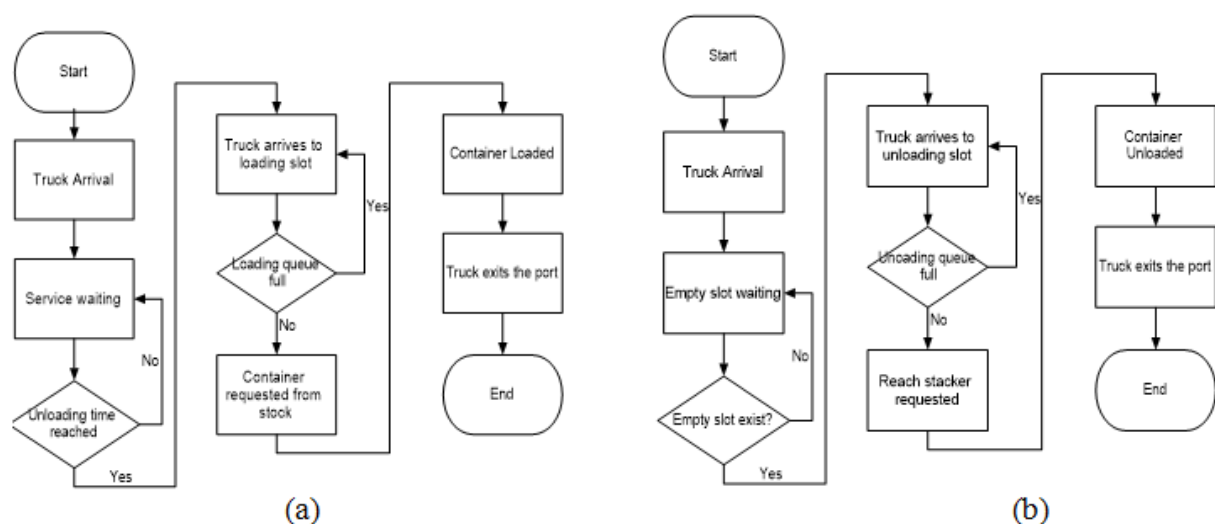 Start
Truck Arrival
Service waiting
No
Unloading time
reached
Yes
Truck arrives to
loading slot
Yes
Loading queue
full
No
Container
requested from
stock
Container Loaded
Truck exits the port
End
(a)
Start
Truck Arrival
Empty slot waiting
No
Empty slot exist?
Yes
Truck arrives to
unloading slot
Yes
Unoading queue
full
No
Reach stacker
requested
Container
Unloaded
Truck exits the port
End
(b)